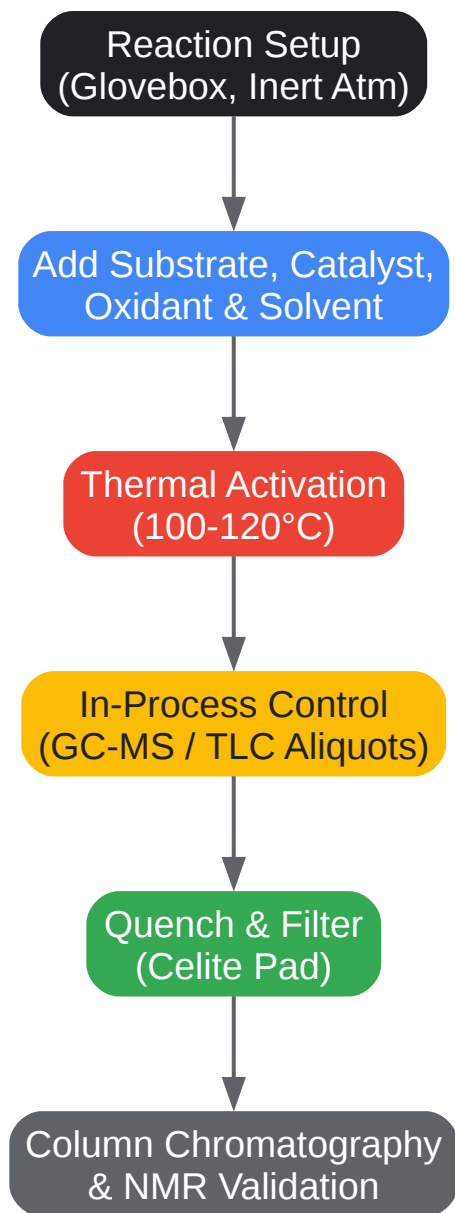 Reaction Setup
(Glovebox, Inert Atm)
Add Substrate, Catalyst,
Oxidant & Solvent
Thermal Activation
(100-120°C)
In-Process Control
(GC-MS / TLC Aliquots)
Quench & Filter
(Celite Pad)
Column Chromatography
& NMR Validation